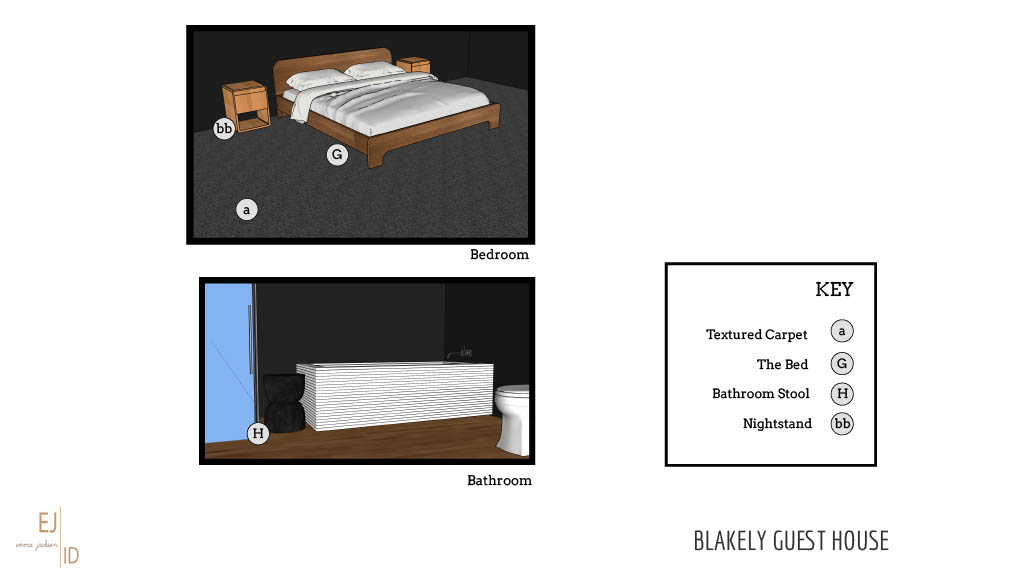 bb
G
a
Bedroom
H
Bathroom
KEY
Textured Carpet a
The Bed G
Bathroom Stool H
Nightstand bb
EJ
emma jackson
ID
BLAKELY GUEST HOUSE